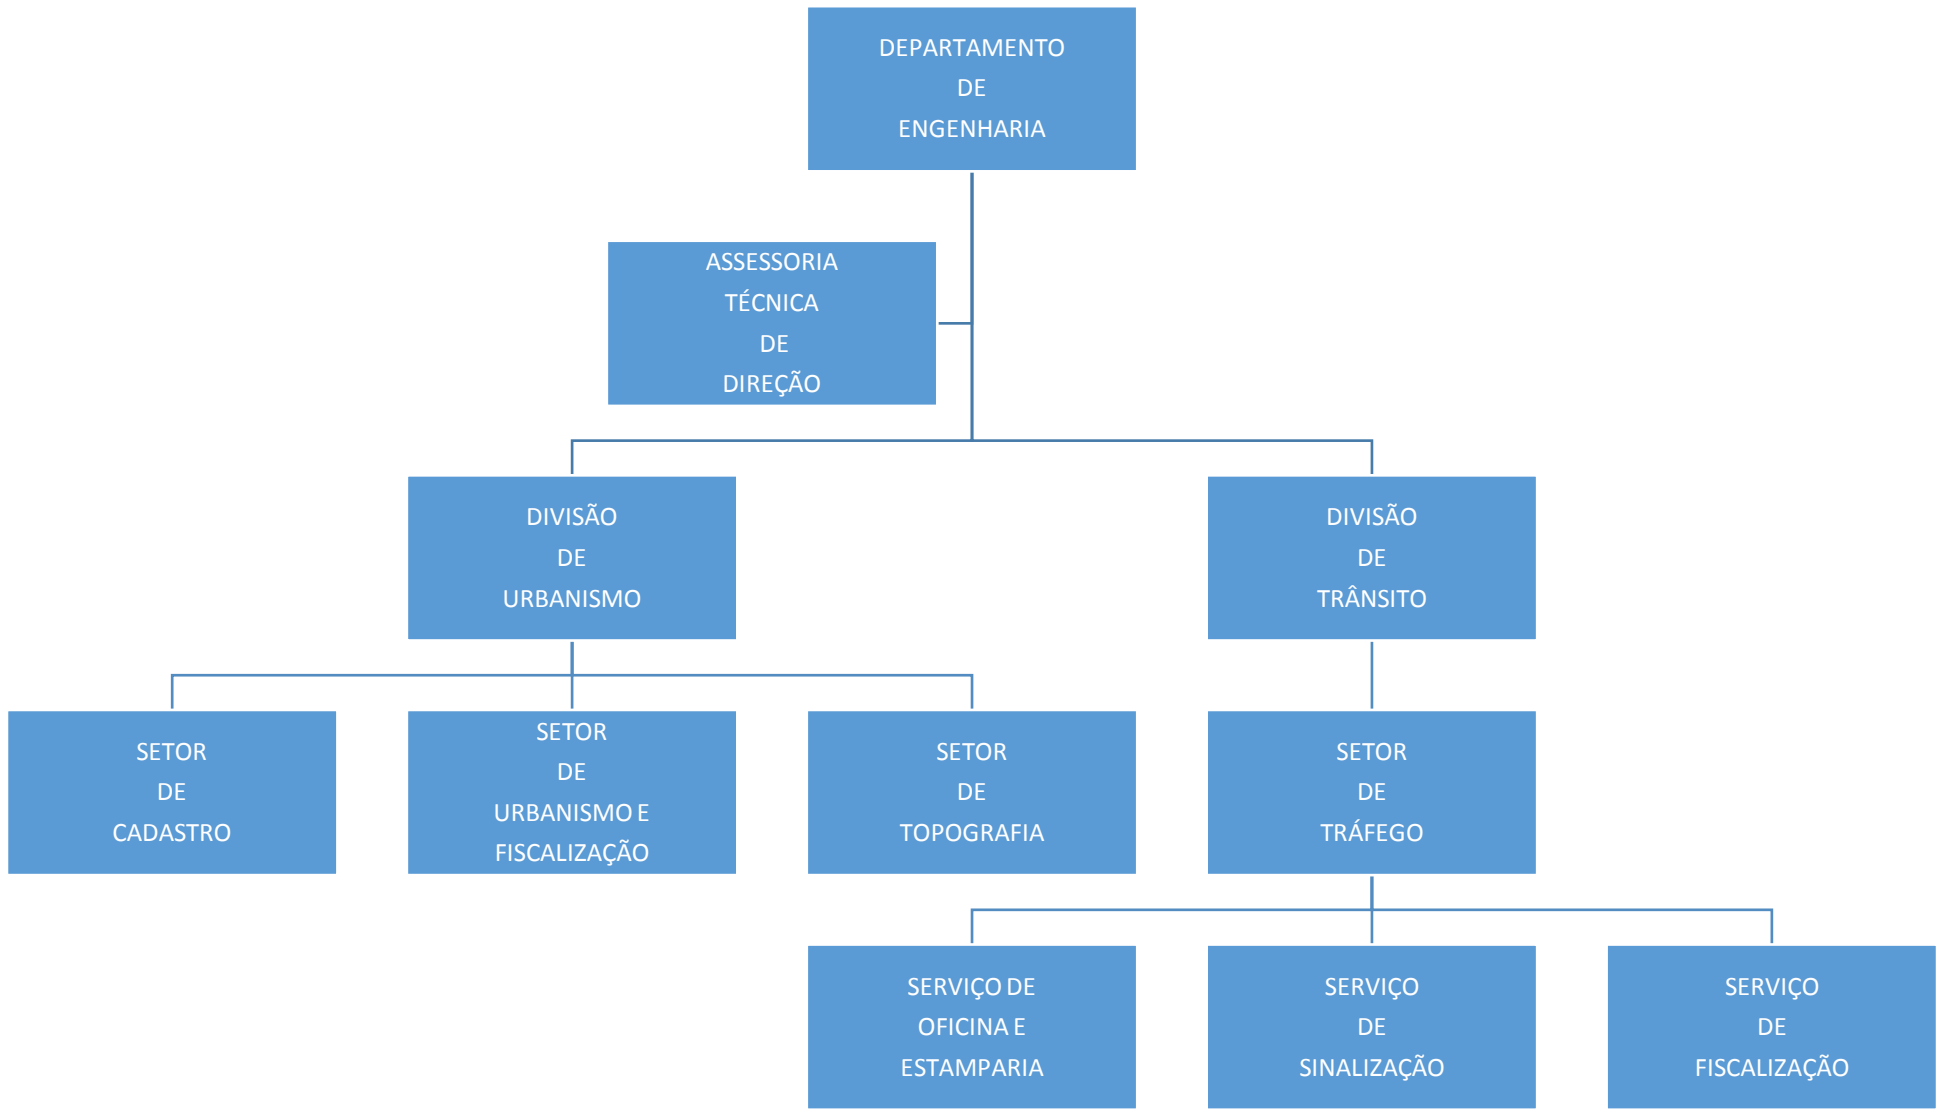 DEPARTAMENTO
DE
ENGENHARIA
ASSESSORIA
TÉCNICA
DE
DIREÇÃO
DIVISÃO
DE
URBANISMO
DIVISÃO
DE
TRÂNSITO
SETOR
DE
CADASTRO
SETOR
DE
URBANISMO E
FISCALIZAÇÃO
SETOR
DE
TOPOGRAFIA
SETOR
DE
TRÁFEGO
SERVIÇO DE
OFICINA E
ESTAMPARIA
SERVIÇO
DE
SINALIZAÇÃO
SERVIÇO
DE
FISCALIZAÇÃO